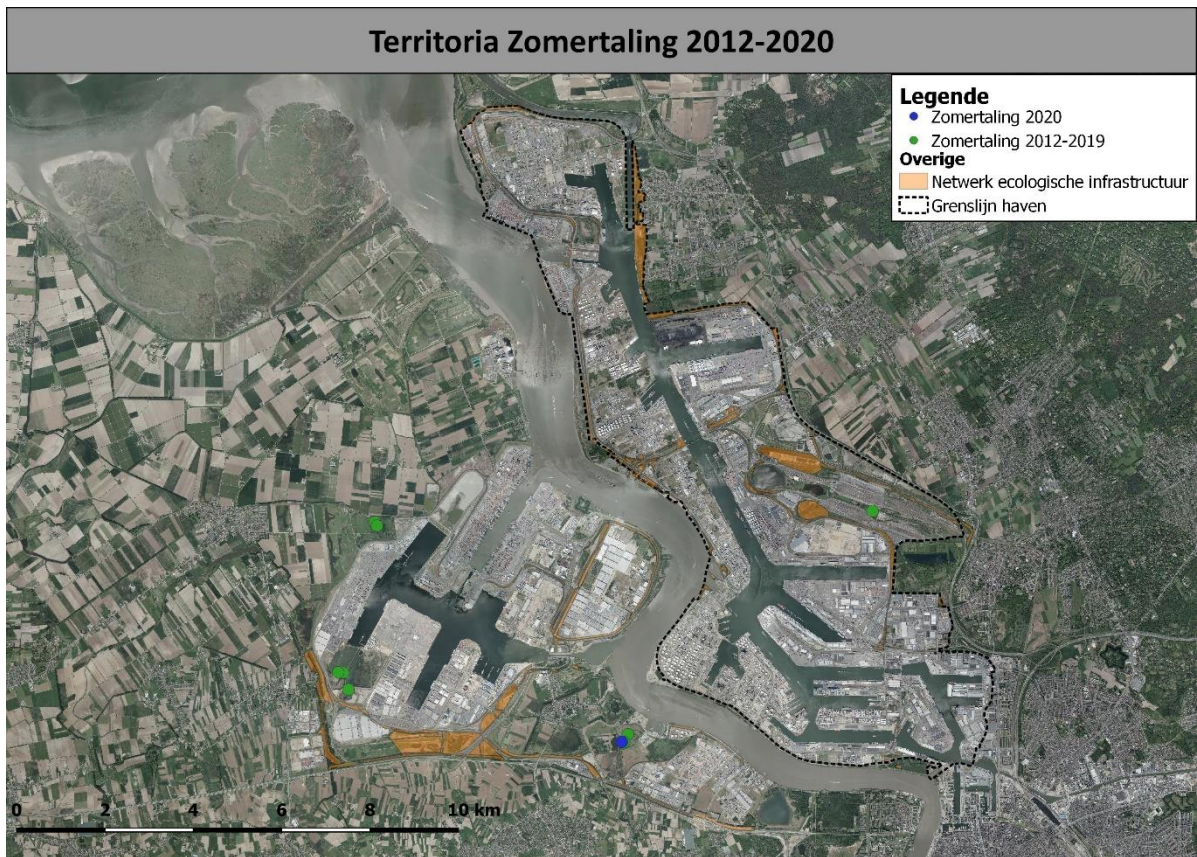 Territoria Zomertaling 2012-2020
Legende
Zomertaling 2020
Zomertaling 2012-2019
Overige
Netwerk ecologische infrastructuur
Grenslijn haven
0 2 4 6 8 10 km